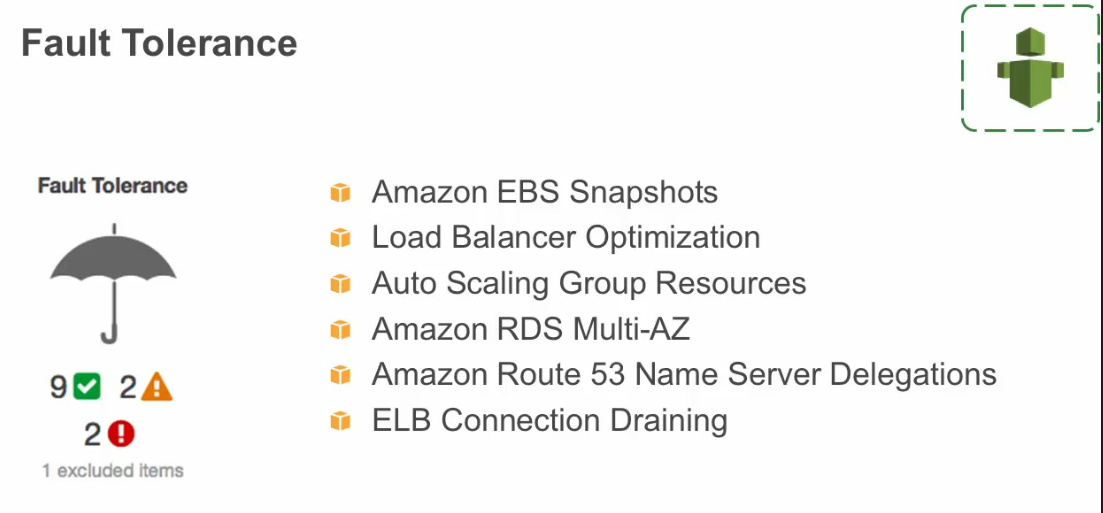 Fault Tolerance
Fault Tolerance
9 2
2
1 excluded items
Amazon EBS Snapshots
Load Balancer Optimization
Auto Scaling Group Resources
Amazon RDS Multi-AZ
Amazon Route 53 Name Server Delegations
ELB Connection Draining